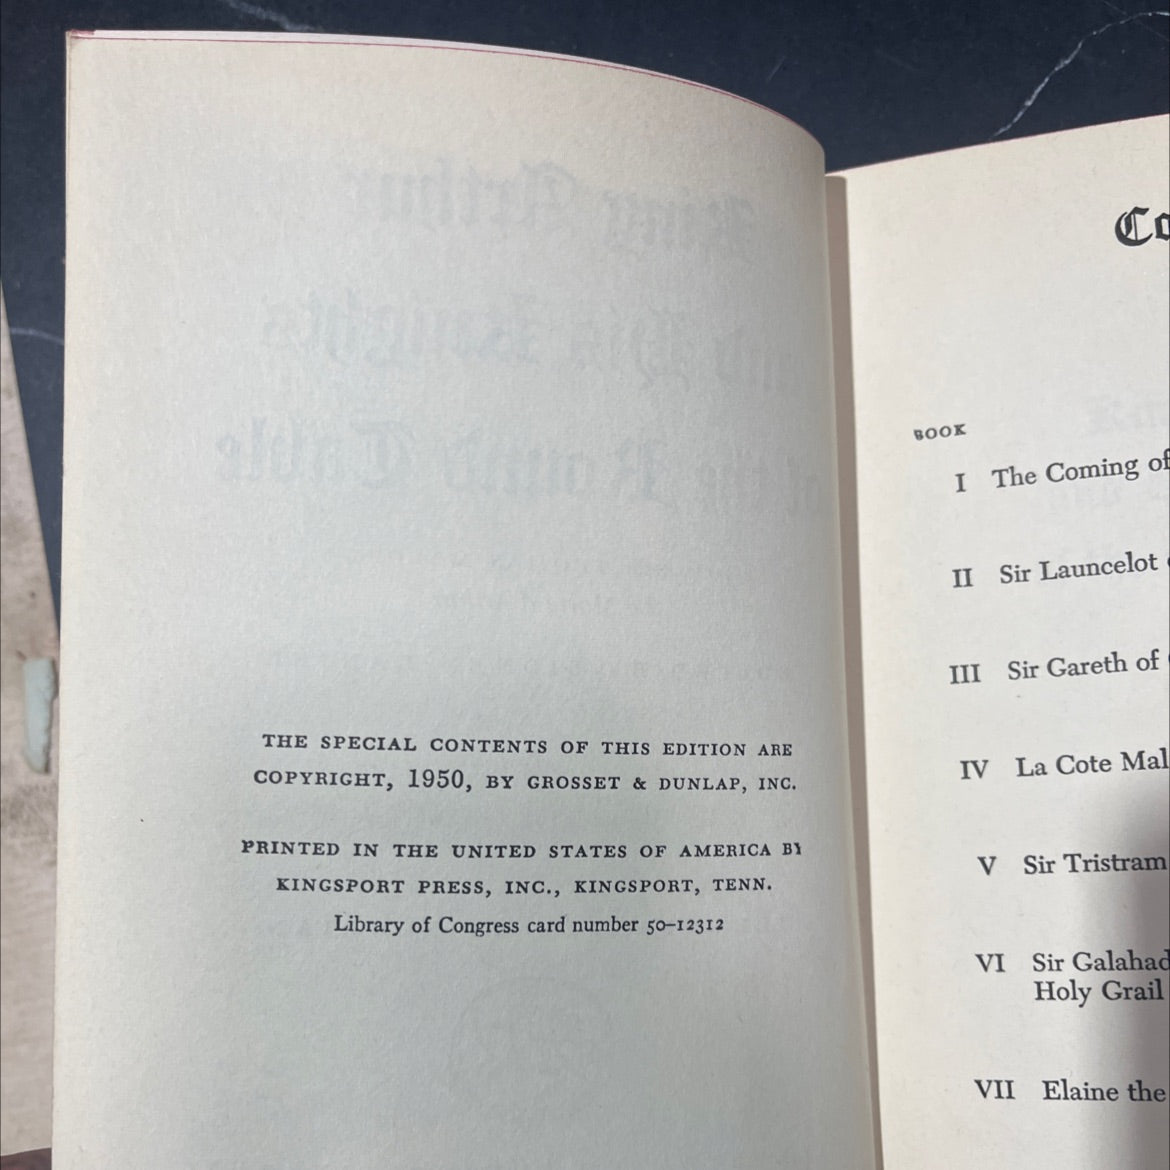 THE SPECIAL CONTENTS OF THIS EDITION ARE
COPYRIGHT, 1950, BY GROSSET & DUNLAP, INC.
PRINTED IN THE UNITED STATES OF AMERICA BY
KINGSPORT PRESS, INC., KINGSPORT, TENN.
Library of Congress card number 50–12312
Co
BOOK
I The Coming of
II Sir Launcelot
III Sir Gareth of
IV La Cote Mal
V Sir Tristram
VI Sir Galahad
Holy Grail
VII Elaine the